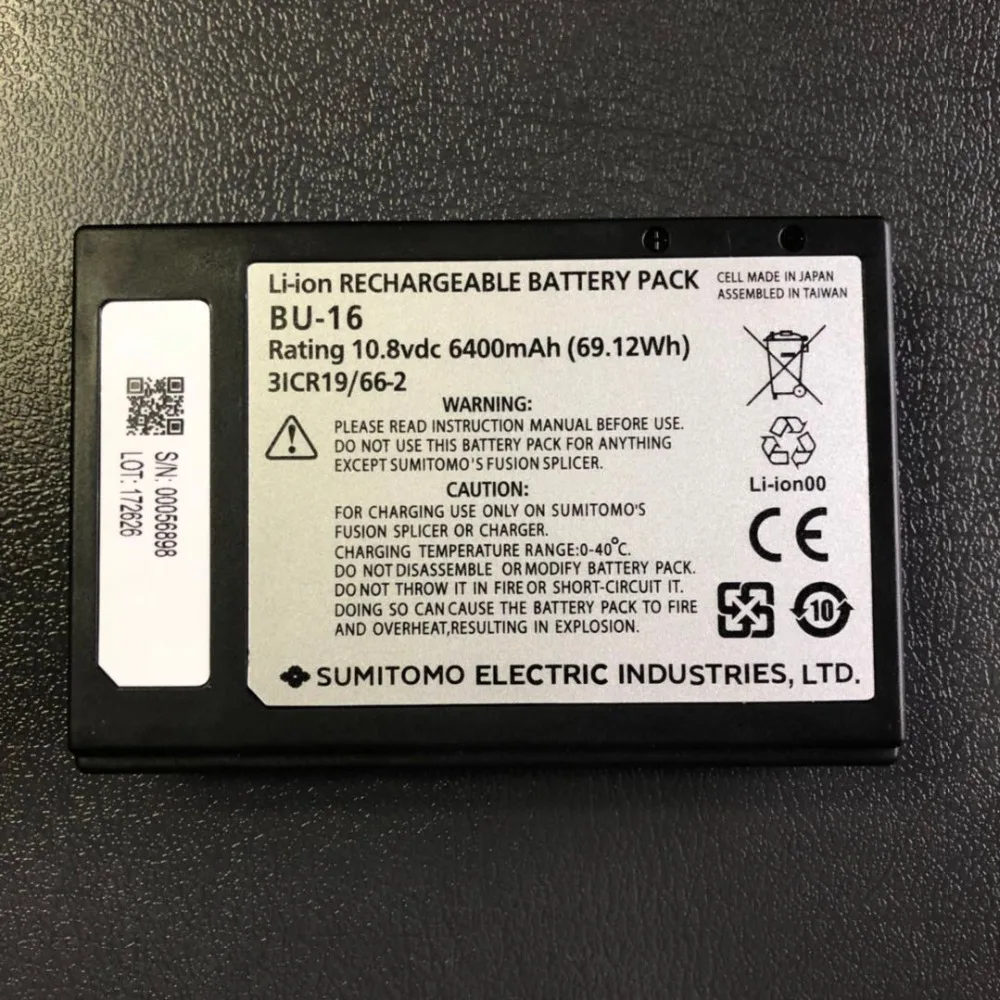 Li-ion RECHARGEABLE BATTERY PACK
BU-16
Rating 10.8vdc 6400mAh (69.12Wh)
3ICR19/66-2
CELL MADE IN JAPAN
ASSEMBLED IN TAIWAN
WARNING:
PLEASE READ INSTRUCTION MANUAL BEFORE USE.
DO NOT USE THIS BATTERY PACK FOR ANYTHING
EXCEPT SUMITOMO'S FUSION SPLICER.
CAUTION:
FOR CHARGING USE ONLY ON SUMITOMO'S
FUSION SPLICER OR CHARGER.
CHARGING TEMPERATURE RANGE:0-40°C.
DO NOT DISASSEMBLE OR MODIFY BATTERY PACK.
DO NOT THROW IT IN FIRE OR SHORT-CIRCUIT IT.
DOING SO CAN CAUSE THE BATTERY PACK TO FIRE
AND OVERHEAT,RESULTING IN EXPLOSION.
Li-ion00
CE
10
SUMITOMO ELECTRIC INDUSTRIES, LTD.
S/N: 00056898
LOT: 172626